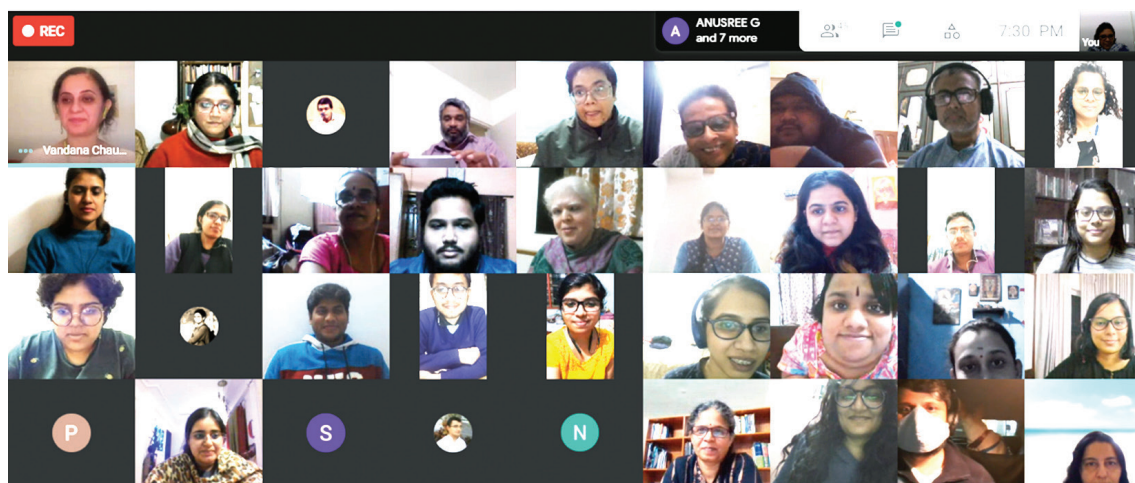 REC
A
ANUSREE G
and 7 more
7:30 PM
You
Vandana Chau...
P
S
N